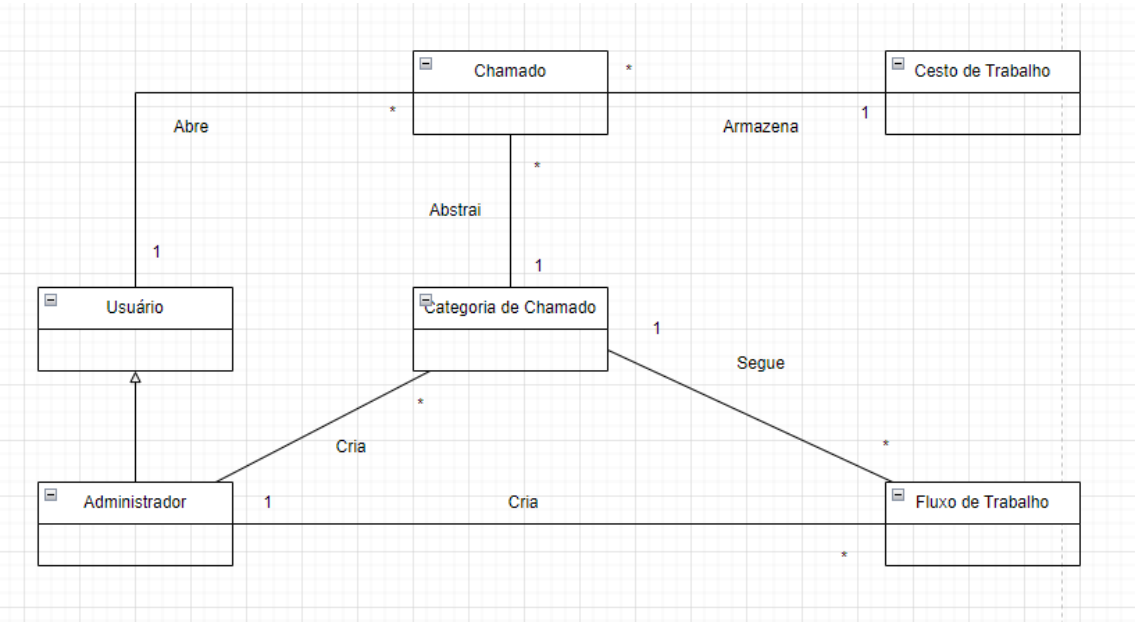 Chamado
*
Cesto de Trabalho
*
1
Abre
Armazena
*
Abstrai
1
1
Usuário
Categoria de Chamado
1
Segue
*
Cria
*
Administrador
1
Cria
Fluxo de Trabalho
*